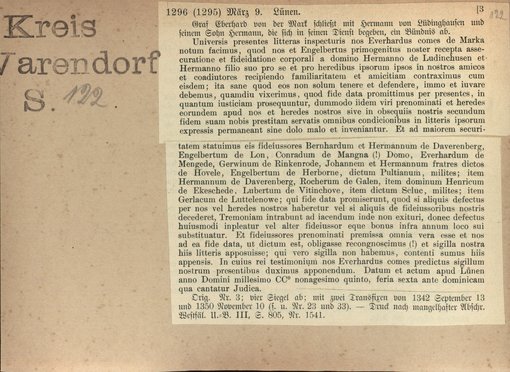 Kreis
Warendorf
S. 122.
1296 (1295) März 9. Lünen.
[3
122.
Graf Eberhard von der Mark schließt mit Hermann von Lüdinghausen und
seinem Sohn Hermann, die sich in seinen Dienst begeben, ein Bündnis ab.
Universis presentes litteras inspecturis nos Everhardus comes de Marka
notum facimus, quod nos et Engelbertus primogenitus noster recepta asse-
curatione et fideidatione corporali a domino Hermanno de Ludinchusen et
Hermanno filio suo pro se et pro heredibus ipsorum ipsos in nostros amicos
et coadiutores recipiendo familiaritatem et amicitiam contraximus cum
eisdem; ita sane quod eos non solum tenere et defendere, immo et iuvare
debemus, quamdiu vixerimus, quod fide data promittimus per presentes, in
quantum iusticiam prosequuntur, dummodo iidem viri prenominati et heredes
eorundem apud nos et heredes nostros sive in obsequiis nostris secundum
fidem suam nobis prestitam servatis omnibus condicionibus in litteris ipsorum
expressis permaneant sine dolo malo et inveniantur. Et ad maiorem securi-
tatem statuimus eis fideiussores Bernhardum et Hermannum de Daverenberg,
Engelbertum de Lon, Conradum de Mangna (!) Domo, Everhardum de
Mengede, Gerwinum de Rinkenrode, Johannem et Hermannum fratres dictos
de Hovele, Engelbertum de Herborne, dictum Pultianum, milites; item
Hermannum de Daverenberg, Rocherum de Galen, item dominum Henricum
de Ekeschede, Lubertum de Vitinchove, item dictum Selue, milites; item
Gerlacum de Luttelenowe; qui fide data promiserunt, quod si aliquis defectus
per nos vel heredes nostros haberetur vel si aliquis de fideiussoribus nostris
decederet, Tremoniam intrabunt ad iacendum inde non exituri, donec defectus
huiusmodi inpleatur vel alter fideiussor eque bonus infra annum loco sui
substituatur. Et fideiussores prenominati premissa omnia vera esse et nos
ad ea fide data, ut dictum est, obligasse recongnoscimus (!) et sigilla nostra
hiis litteris apposuisse; qui vero sigilla non habemus, contenti sumus hiis
appensis. In cuius rei testimonium nos Everhardus comes predictus sigillum
nostrum presentibus duximus apponendum. Datum et actum apud Lünen
anno Domini millesimo CCº nonagesimo quinto, feria sexta ante dominicam
qua cantatur Judica.
Orig. Nr. 3; vier Siegel ab; mit zwei Transfixen von 1342 September 13
und 1350 November 10 (s. u. Nr. 23 und 33). — Druck nach mangelhafter Abschr.
Westfäl. U.-B. III, S. 805, Nr. 1541.